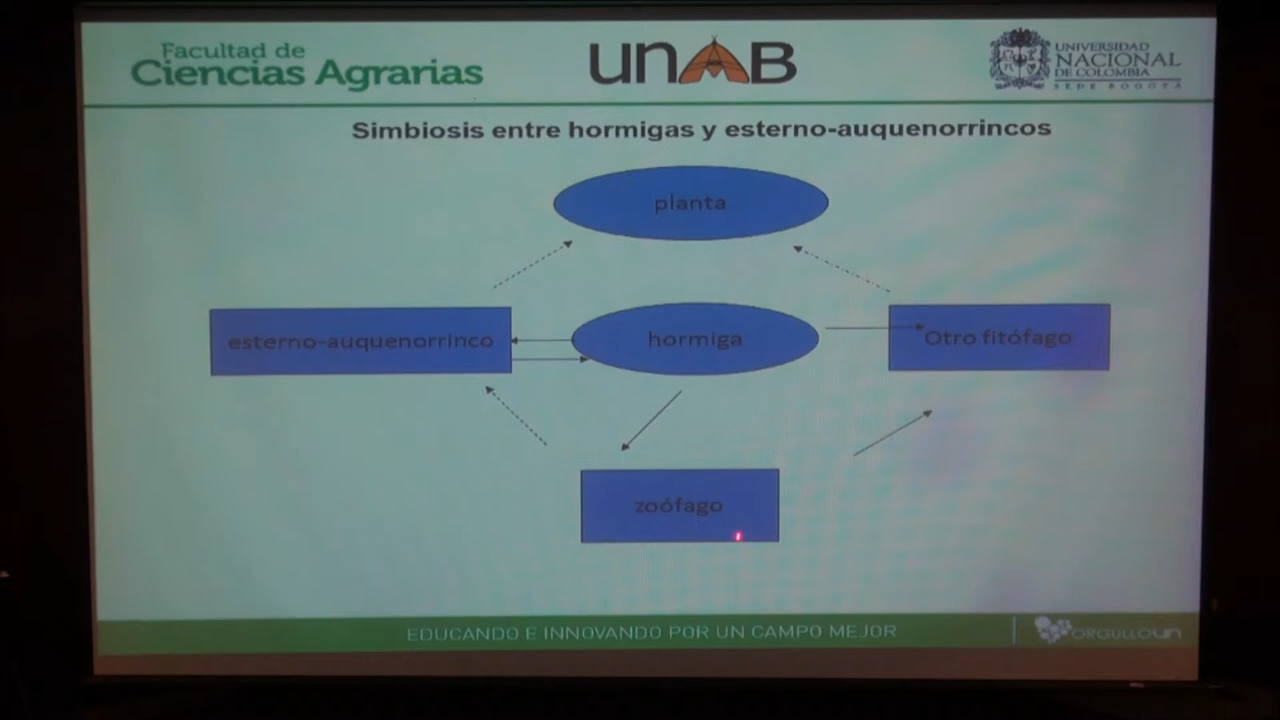 Facultad de
Ciencias Agrarias
UNAB
UNIVERSIDAD
NACIONAL
DE COLOMBIA
SEDE BOGOTÁ
Simbiosis entre hormigas y esterno-auquenorrincos
planta
esterno-auquenorrinco
hormiga
Otro fitófago
zoófago
EDUCANDO E INNOVANDO POR UN CAMPO MEJOR
ORGULLOUN